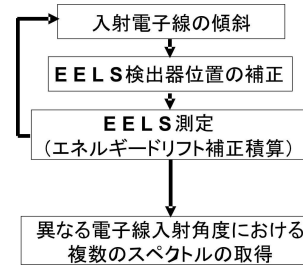 入射電子線の傾斜
ＥＥＬＳ検出器位置の補正
ＥＥＬＳ測定
（エネルギードリフト補正積算）
異なる電子線入射角度における
複数のスペクトルの取得